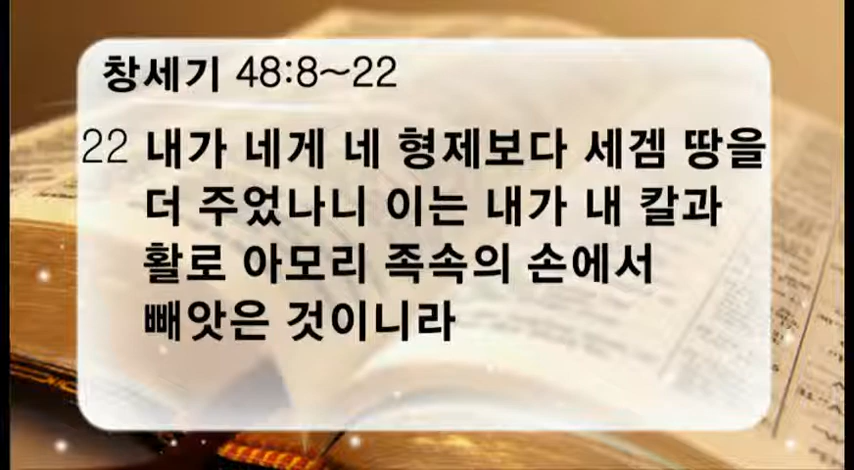 창세기 48:8~22
22 내가 네게 네 형제보다 세겜 땅을
더 주었나니 이는 내가 내 칼과
활로 아모리 족속의 손에서
빼앗은 것이니라